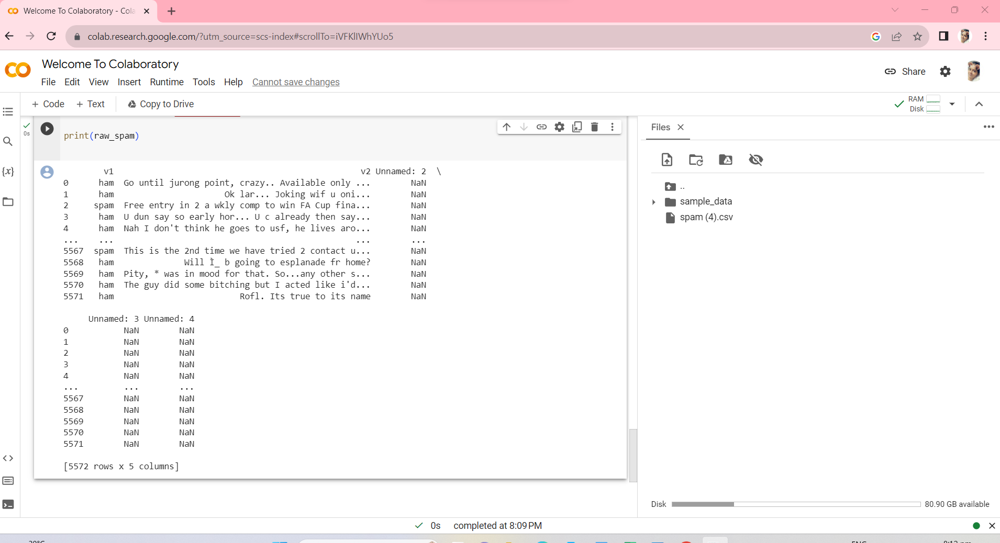 Welcome To Colaboratory - Cola
colab.research.google.com/?utm_source=scs-index#scrollTo=iVFKlIWhYUo5
Welcome To Colaboratory
File Edit View Insert Runtime Tools Help Cannot save changes
Share
+ Code + Text Copy to Drive
RAM
Disk
0s
print(raw_spam)
Files
v1 v2 Unnamed: 2 \
0 ham Go until jurong point, crazy.. Available only ... NaN
1 ham Ok lar... Joking wif u oni... NaN
2 spam Free entry in 2 a wkly comp to win FA Cup fina... NaN
3 ham U dun say so early hor... U c already then say... NaN
4 ham Nah I don't think he goes to usf, he lives aro... NaN
... ... ... ...
5567 spam This is the 2nd time we have tried 2 contact u... NaN
5568 ham Will Ì_ b going to esplanade fr home? NaN
5569 ham Pity, * was in mood for that. So...any other s... NaN
5570 ham The guy did some bitching but I acted like i'd... NaN
5571 ham Rofl. Its true to its name NaN
Unnamed: 3 Unnamed: 4
0 NaN NaN
1 NaN NaN
2 NaN NaN
3 NaN NaN
4 NaN NaN
... ... ...
5567 NaN NaN
5568 NaN NaN
5569 NaN NaN
5570 NaN NaN
5571 NaN NaN
[5572 rows x 5 columns]
..
sample_data
spam (4).csv
Disk 80.90 GB available
0s completed at 8:09 PM